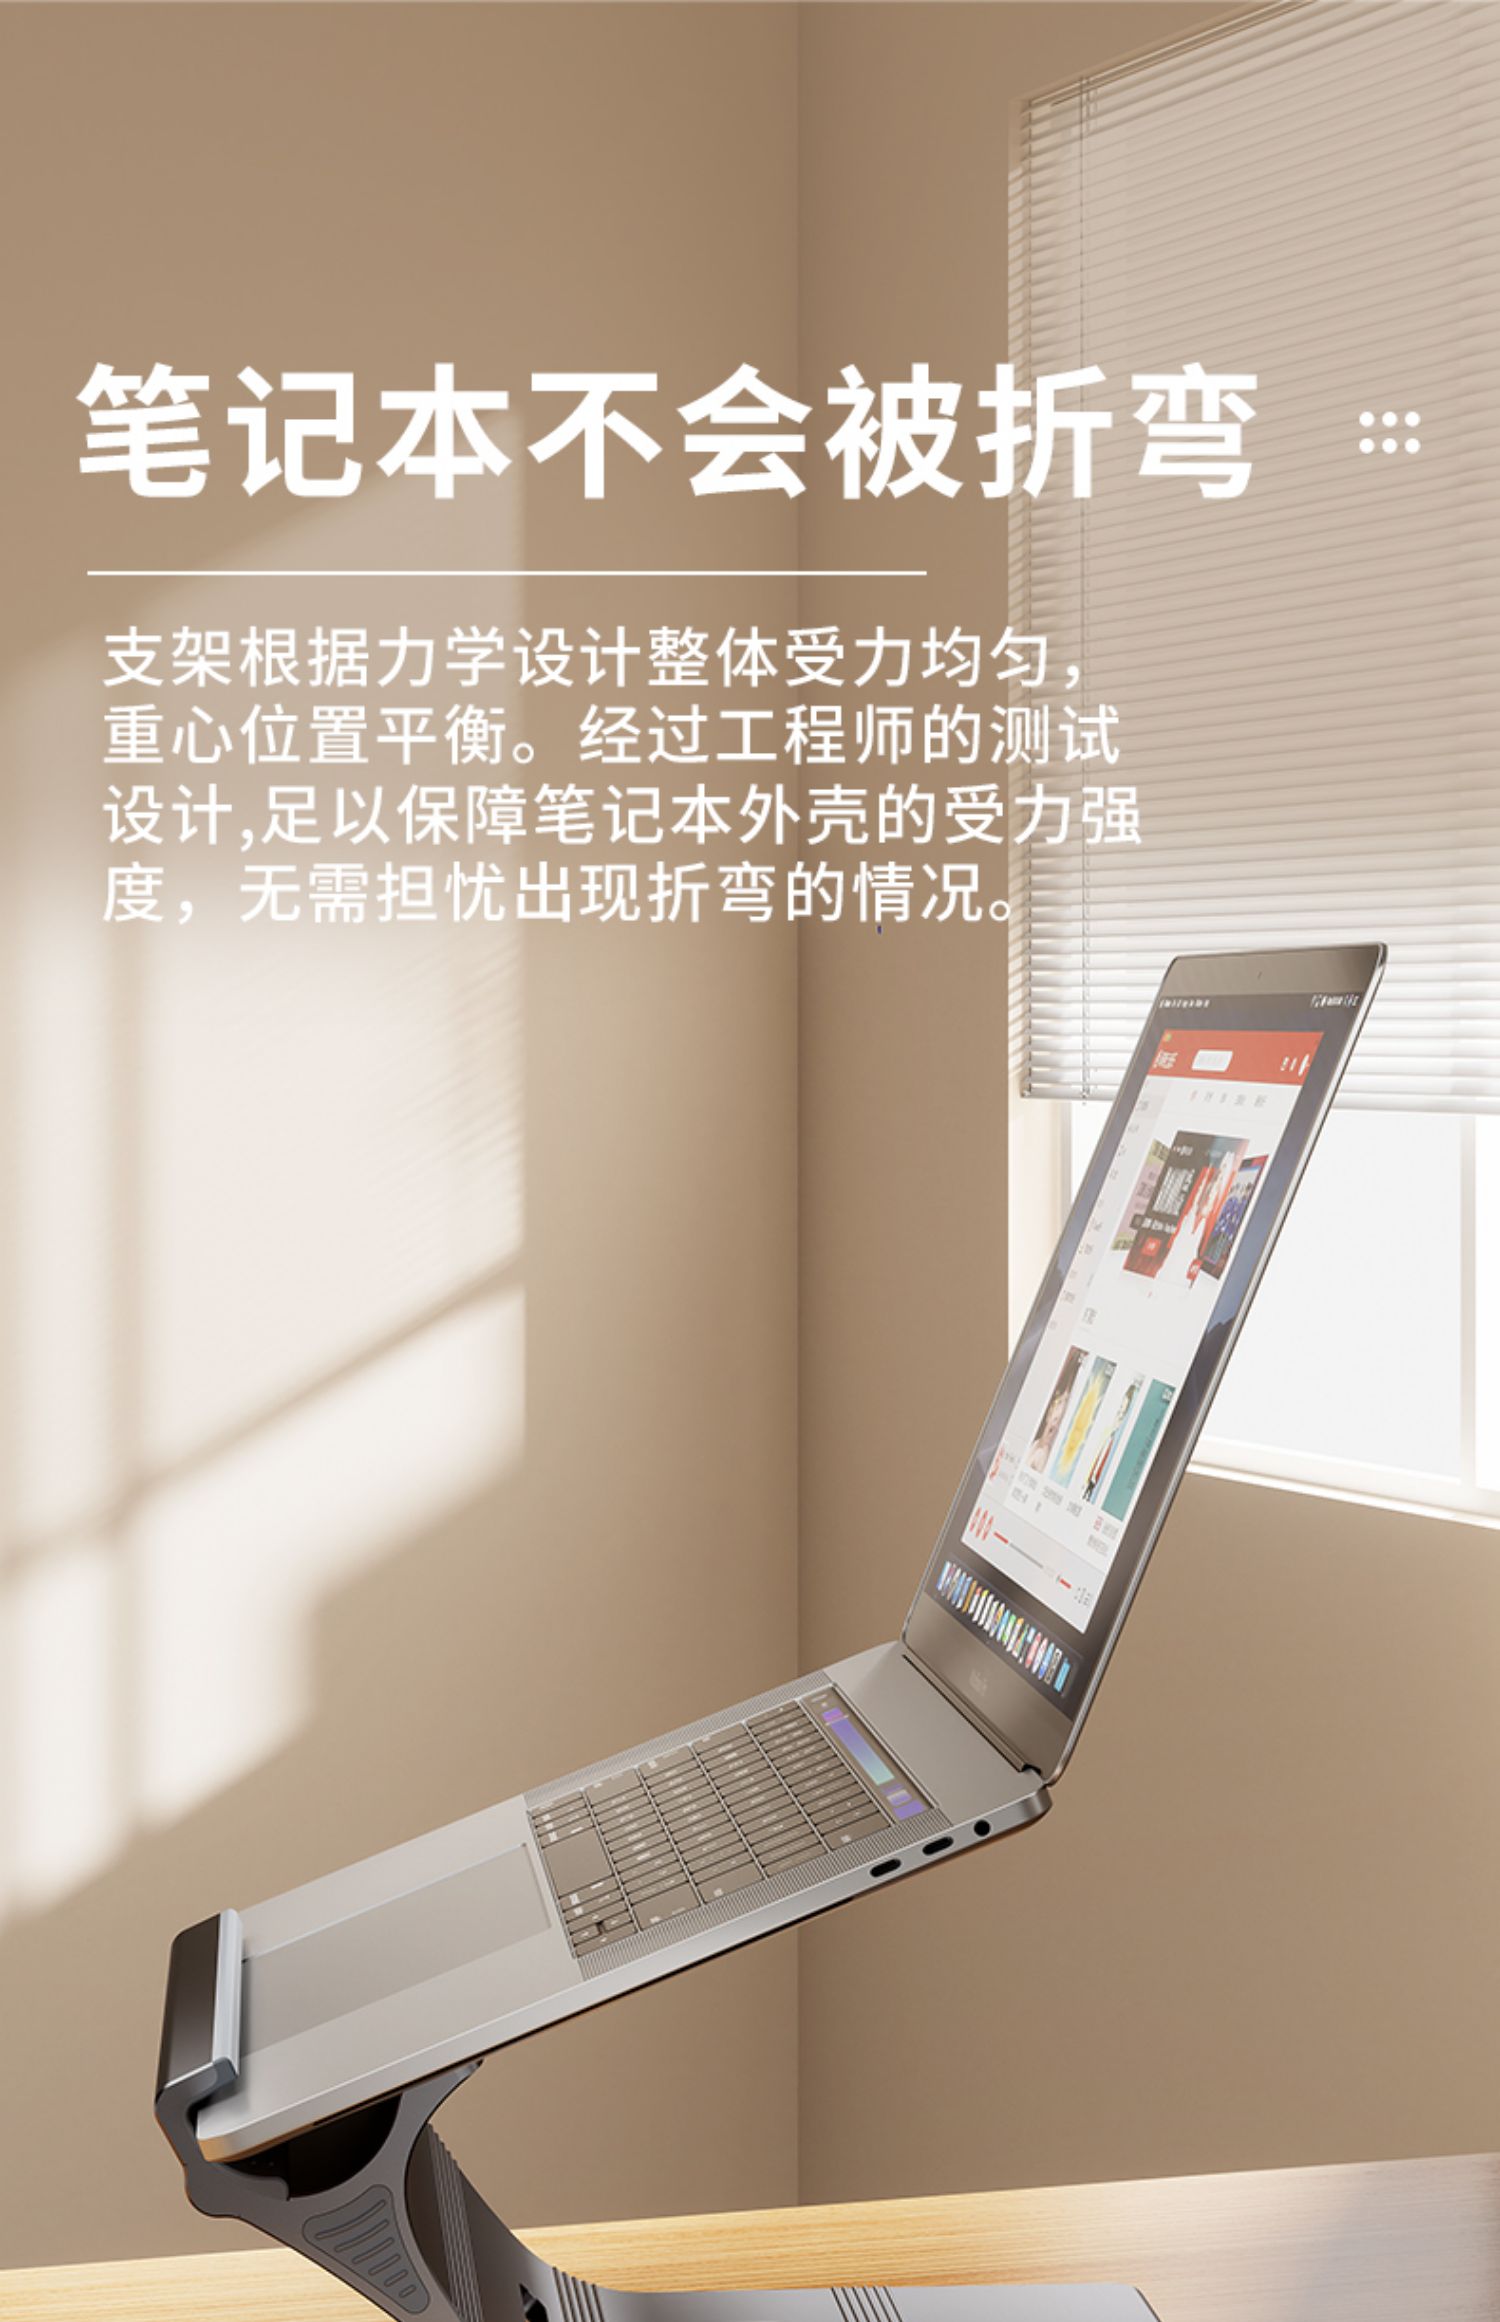 笔记本不会被折弯
支架根据力学设计整体受力均匀，
重心位置平衡。经过工程师的测试
设计,足以保障笔记本外壳的受力强
度，无需担忧出现折弯的情况。